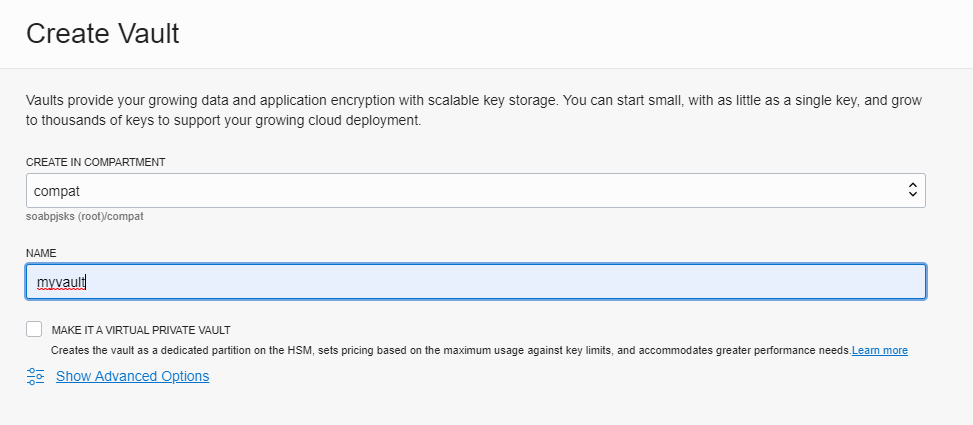 Create Vault
Vaults provide your growing data and application encryption with scalable key storage. You can start small, with as little as a single key, and grow
to thousands of keys to support your growing cloud deployment.
CREATE IN COMPARTMENT
compat
soabpjsks (root)/compat
NAME
myvault
MAKE IT A VIRTUAL PRIVATE VAULT
Creates the vault as a dedicated partition on the HSM, sets pricing based on the maximum usage against key limits, and accommodates greater performance needs.Learn more
Show Advanced Options